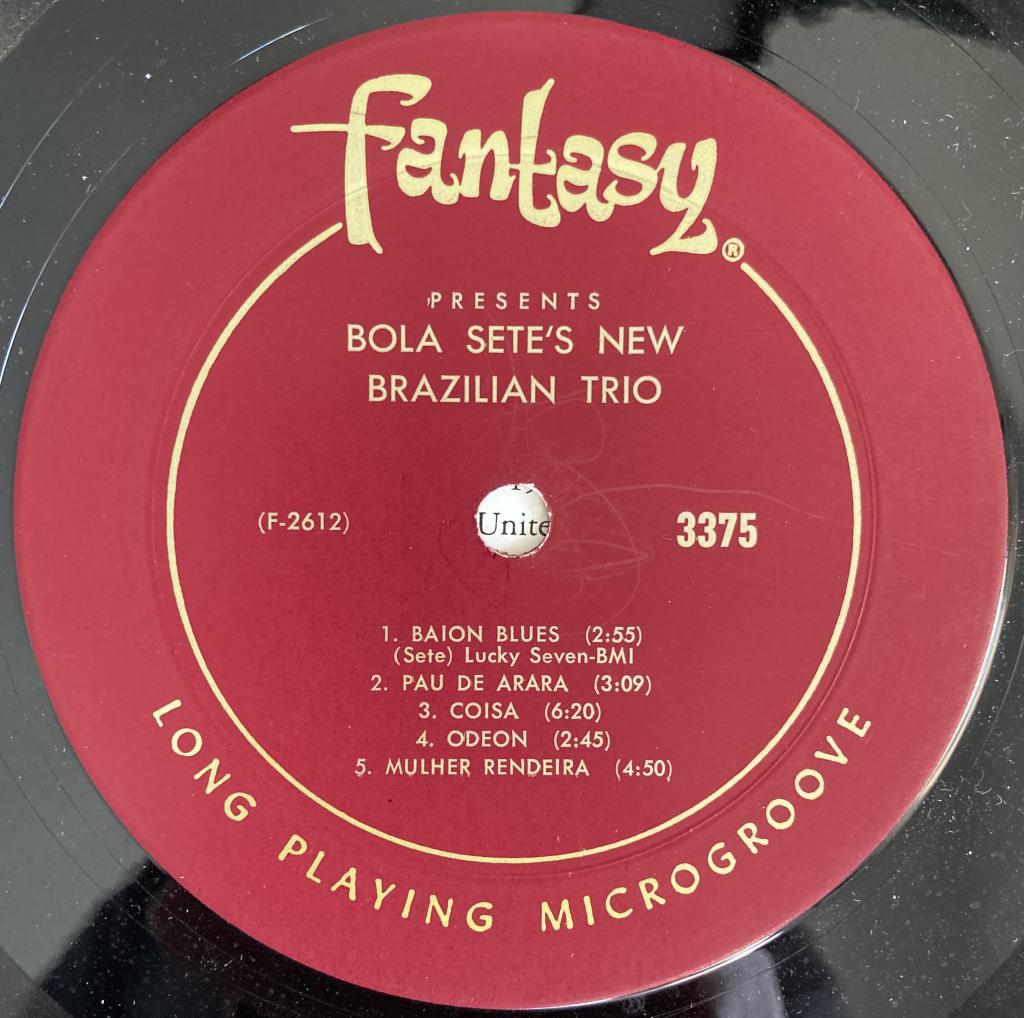 fantasy®
PRESENTS
BOLA SETE'S NEW
BRAZILIAN TRIO
(F-2612)
Unite
3375
1. BAION BLUES (2:55)
(Sete) Lucky Seven-BMI
2. PAU DE ARARA (3:09)
3. COISA (6:20)
4. ODEON (2:45)
5. MULHER RENDEIRA (4:50)
LONG PLAYING MICROGROOVE